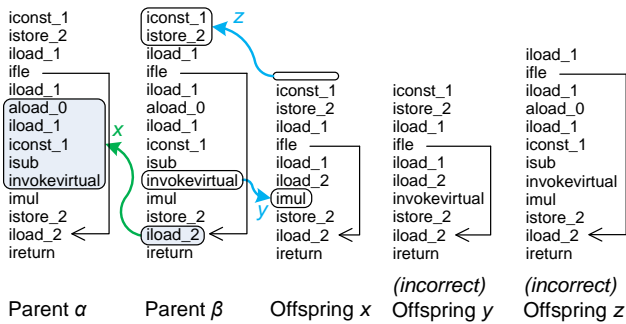 iconst_1
istore_2
iload_1
ifle
iload_1
aload_0
iload_1
iconst_1
isub
invokevirtual
imul
istore_2
iload_2
ireturn
Parent α
x
iconst_1
istore_2
iload_1
ifle
iload_1
aload_0
iload_1
iconst_1
isub
invokevirtual
imul
istore_2
iload_2
ireturn
Parent β
z
y
iconst_1
istore_2
iload_1
ifle
iload_1
iload_2
imul
istore_2
iload_2
ireturn
Offspring x
iconst_1
istore_2
iload_1
ifle
iload_1
iload_2
invokevirtual
istore_2
iload_2
ireturn
(incorrect)
Offspring y
iload_1
ifle
iload_1
aload_0
iload_1
iconst_1
isub
invokevirtual
imul
istore_2
iload_2
ireturn
(incorrect)
Offspring z